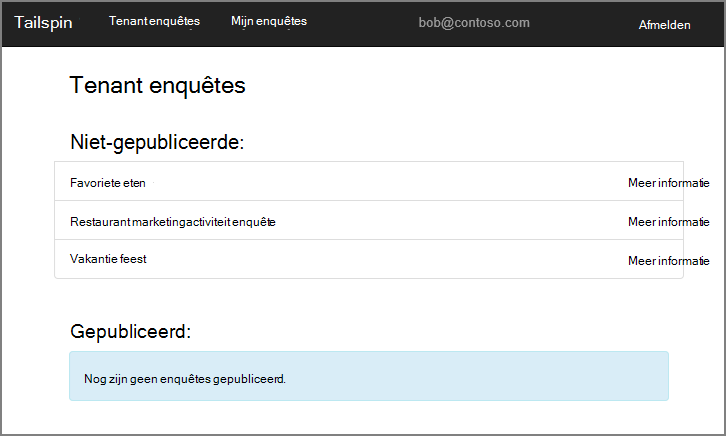 Tailspin Tenant enquêtes Mijn enquêtes bob@contoso.com Afmelden
Tenant enquêtes
Niet-gepubliceerde:
Favoriete eten Meer informatie
Restaurant marketingactiviteit enquête Meer informatie
Vakantie feest Meer informatie
Gepubliceerd:
Nog zijn geen enquêtes gepubliceerd.